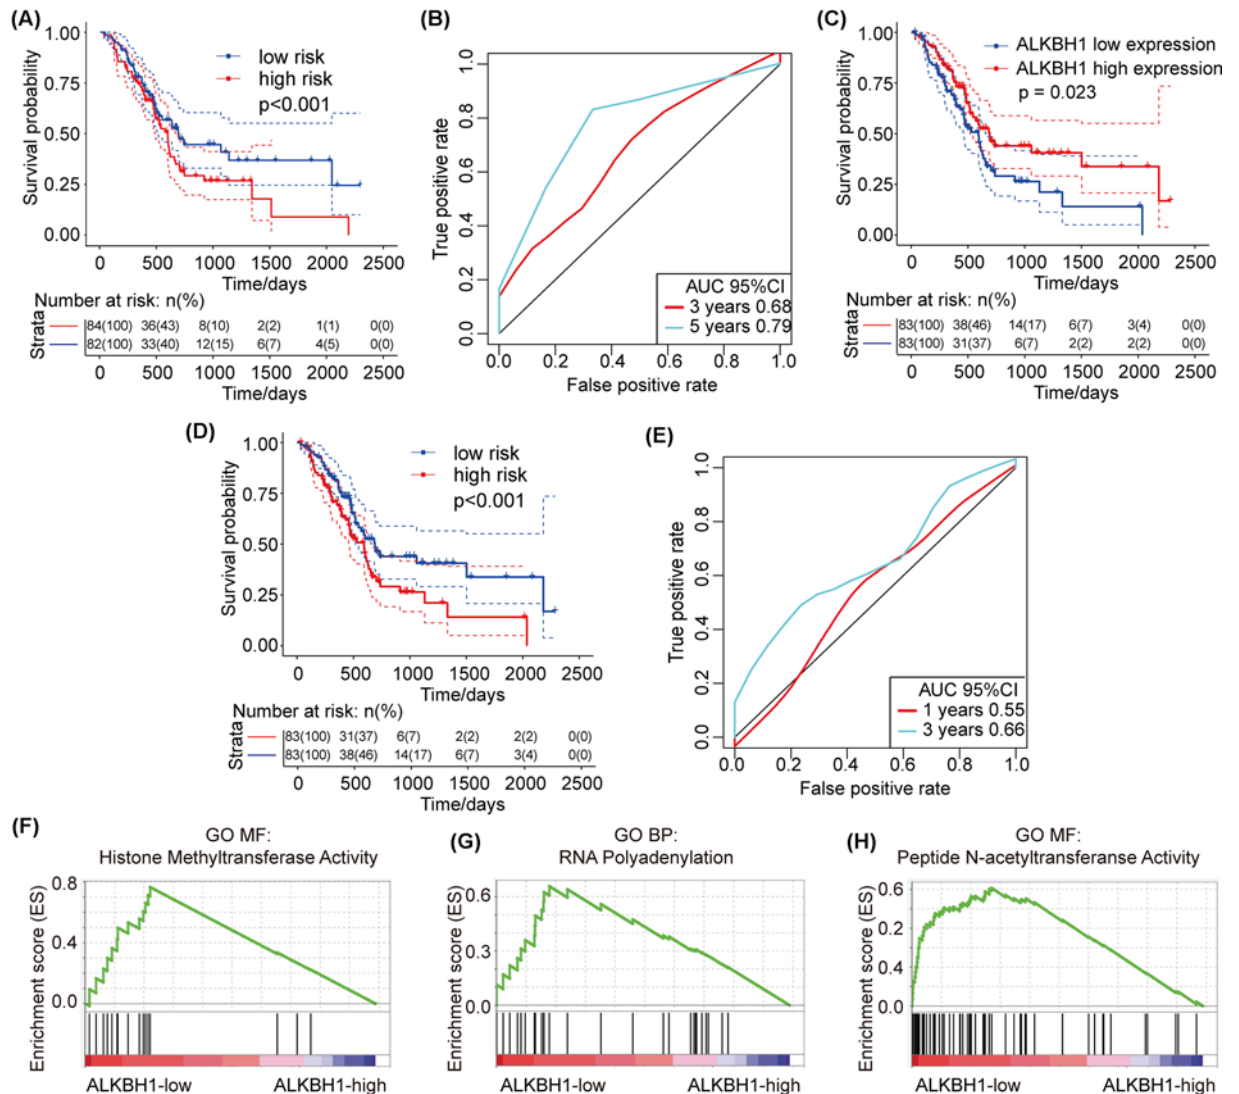 (A)
Survival probability
1.00
0.75
0.50
0.25
0.00
low risk
high risk
p<0.001
0 500 1000 1500 2000 2500
Time/days
Number at risk: n(%)
Strata
84(100) 36(43) 8(10) 2(2) 1(1) 0(0)
82(100) 33(40) 12(15) 6(7) 4(5) 0(0)
0 500 1000 1500 2000 2500
Time/days
(B)
True positive rate
1.0
0.8
0.6
0.4
0.2
0.0
AUC 95%CI
3 years 0.68
5 years 0.79
0.0 0.2 0.4 0.6 0.8 1.0
False positive rate
(C)
Survival probability
1.00
0.75
0.50
0.25
0.00
ALKBH1 low expression
ALKBH1 high expression
p = 0.023
0 500 1000 1500 2000 2500
Time/days
Number at risk: n(%)
Strata
83(100) 38(46) 14(17) 6(7) 3(4) 0(0)
83(100) 31(37) 6(7) 2(2) 2(2) 0(0)
0 500 1000 1500 2000 2500
Time/days
(D)
Survival probability
1.00
0.75
0.50
0.25
0.00
low risk
high risk
p<0.001
0 500 1000 1500 2000 2500
Time/days
Number at risk: n(%)
Strata
83(100) 31(37) 6(7) 2(2) 2(2) 0(0)
83(100) 38(46) 14(17) 6(7) 3(4) 0(0)
0 500 1000 1500 2000 2500
Time/days
(E)
True positive rate
1.0
0.8
0.6
0.4
0.2
0.0
AUC 95%CI
1 years 0.55
3 years 0.66
0.0 0.2 0.4 0.6 0.8 1.0
False positive rate
(F)
GO MF:
Histone Methyltransferase Activity
Enrichment score (ES)
0.8
0.4
0.0
ALKBH1-low ALKBH1-high
(G)
GO BP:
RNA Polyadenylation
Enrichment score (ES)
0.6
0.3
0.0
ALKBH1-low ALKBH1-high
(H)
GO MF:
Peptide N-acetyltransferanse Activity
Enrichment score (ES)
0.6
0.2
0.4
0.0
ALKBH1-low ALKBH1-high